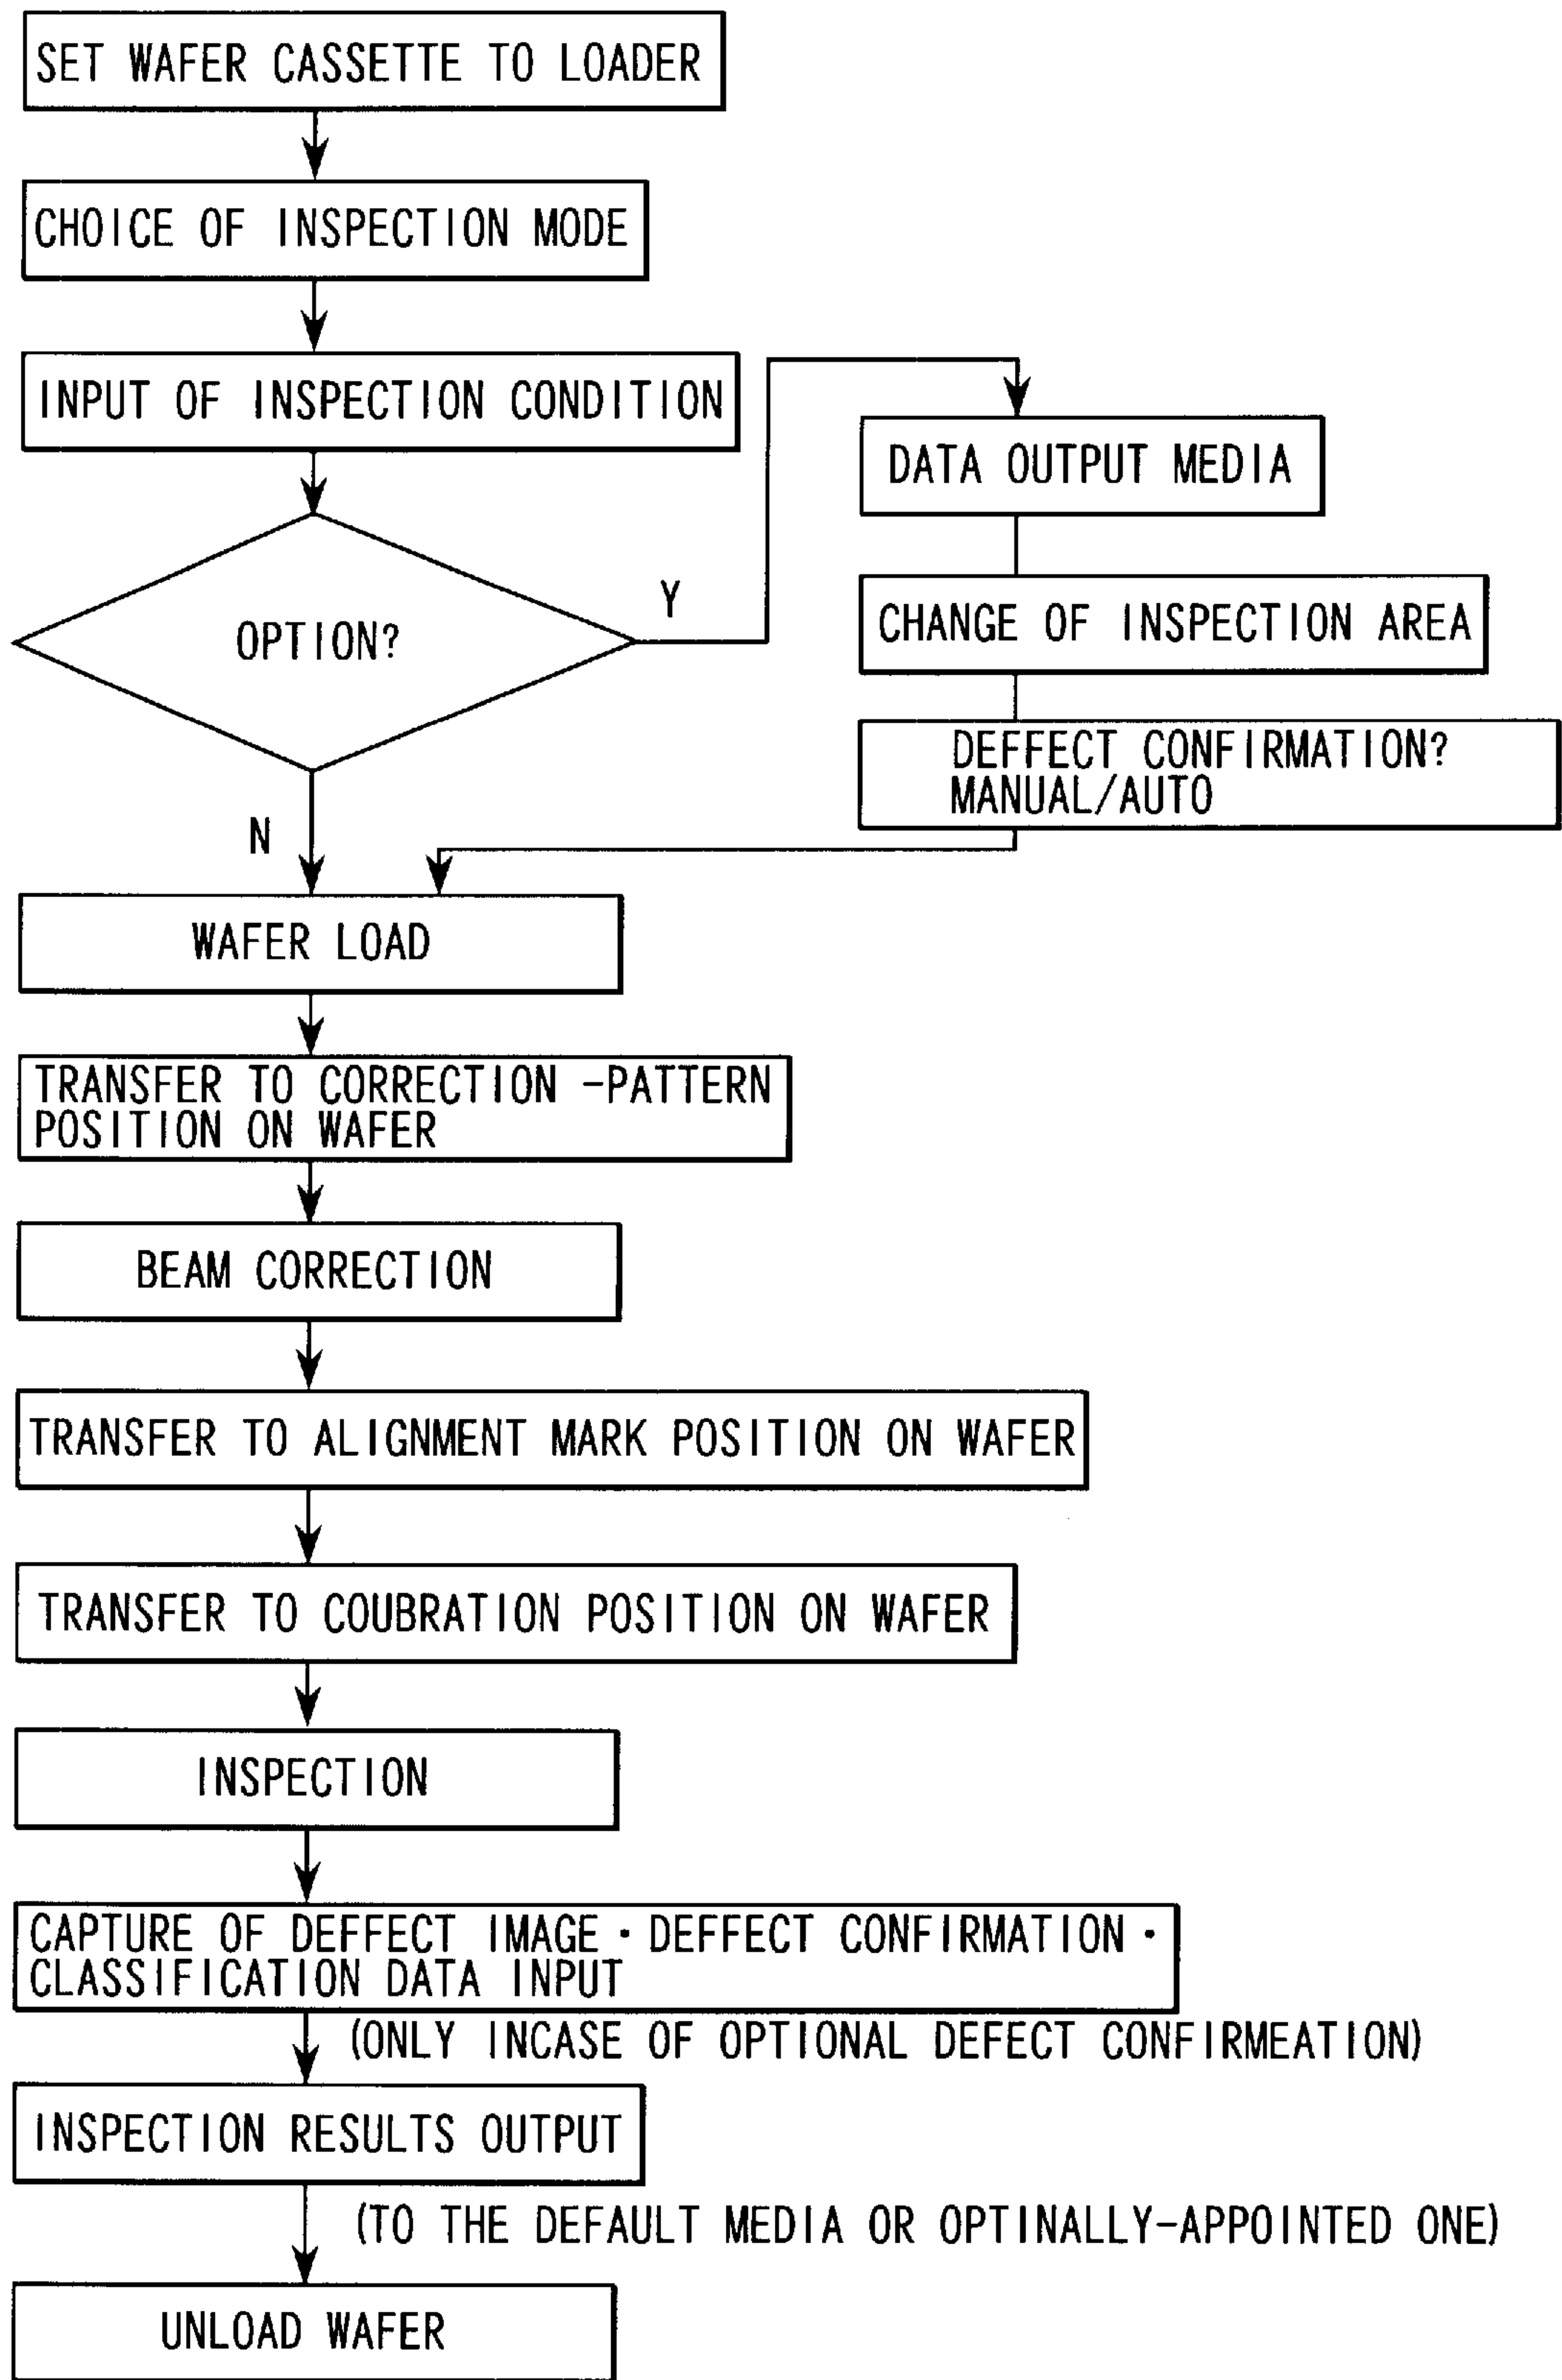 SET WAFER CASSETTE TO LOADER
CHOICE OF INSPECTION MODE
INPUT OF INSPECTION CONDITION
OPTION?
Y
N
DATA OUTPUT MEDIA
CHANGE OF INSPECTION AREA
DEFFECT CONFIRMATION?
MANUAL/AUTO
WAFER LOAD
TRANSFER TO CORRECTION -PATTERN
POSITION ON WAFER
BEAM CORRECTION
TRANSFER TO ALIGNMENT MARK POSITION ON WAFER
TRANSFER TO COUBRATION POSITION ON WAFER
INSPECTION
CAPTURE OF DEFFECT IMAGE・DEFFECT CONFIRMATION・
CLASSIFICATION DATA INPUT
(ONLY INCASE OF OPTIONAL DEFECT CONFIRMEATION)
INSPECTION RESULTS OUTPUT
(TO THE DEFAULT MEDIA OR OPTINALLY-APPOINTED ONE)
UNLOAD WAFER